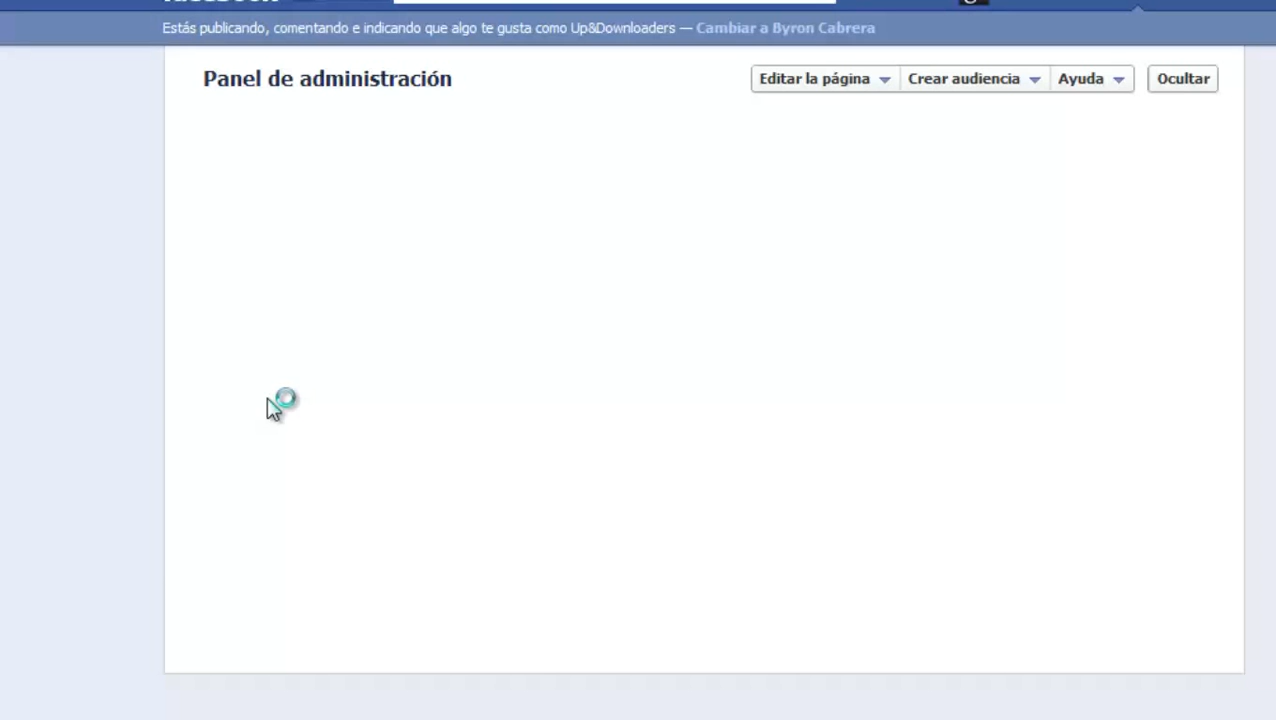 Estás publicando, comentando e indicando que algo te gusta como Up&Downloaders — Cambiar a Byron Cabrera
Panel de administración
Editar la página
Crear audiencia
Ayuda
Ocultar